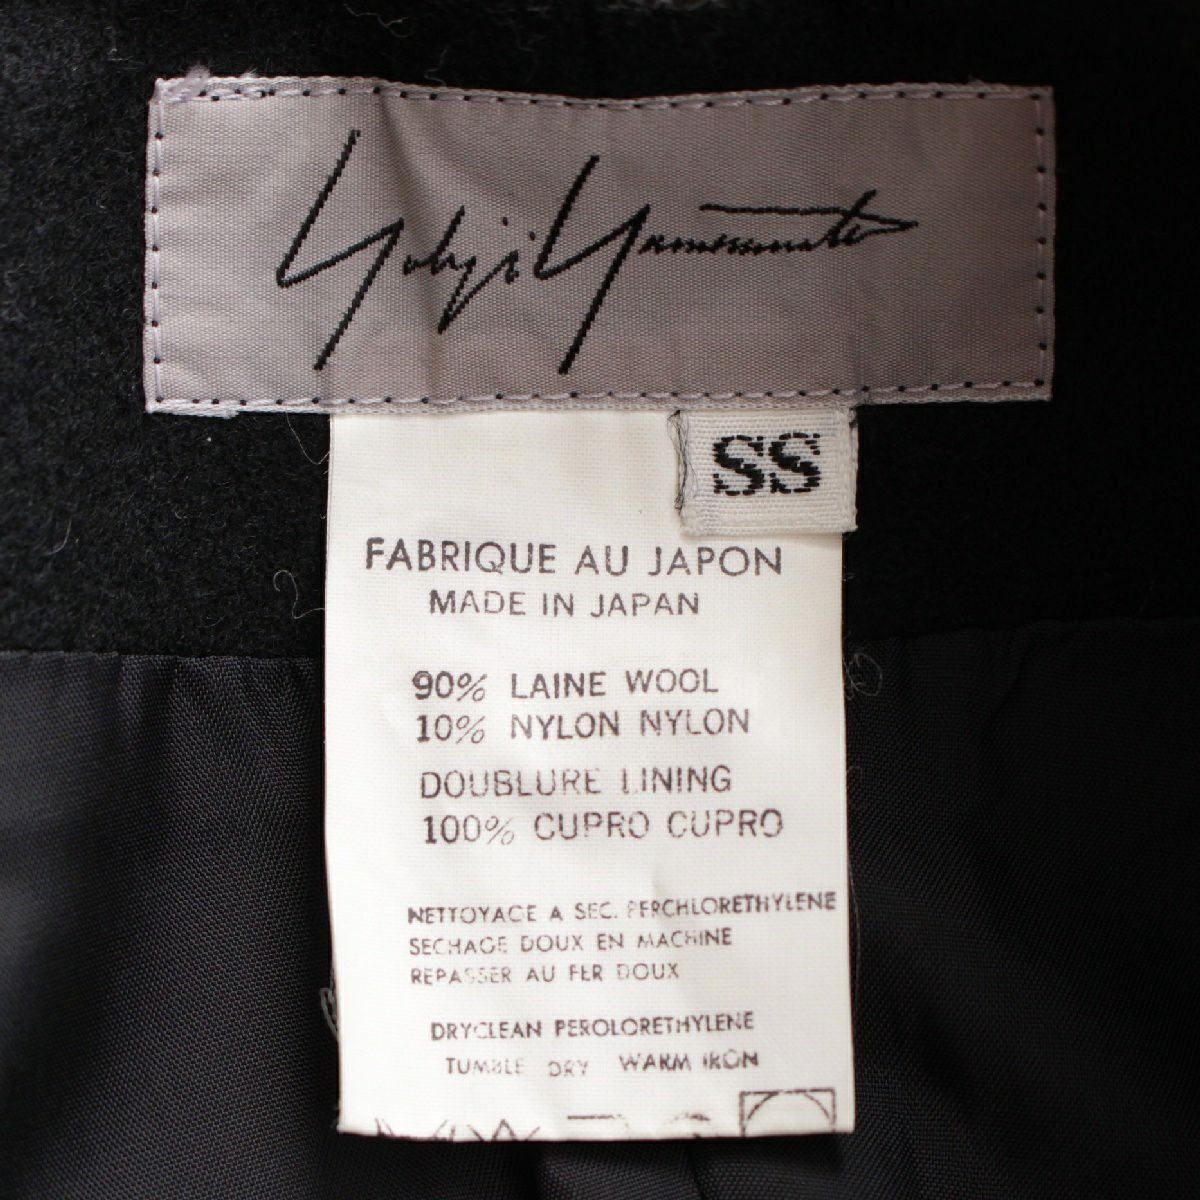 Yohji Yamamoto
SS
FABRIQUE AU JAPON
MADE IN JAPAN
90% LAINE WOOL
10% NYLON NYLON
DOUBLURE LINING
100% CUPRO CUPRO
NETTOYAGE A SEC. PERCHLORETHYLENE
SECHAGE DOUX EN MACHINE
REPASSER AU FER DOUX
DRYCLEAN PEROLORETHYLENE
TUMBLE DRY WARM IRON